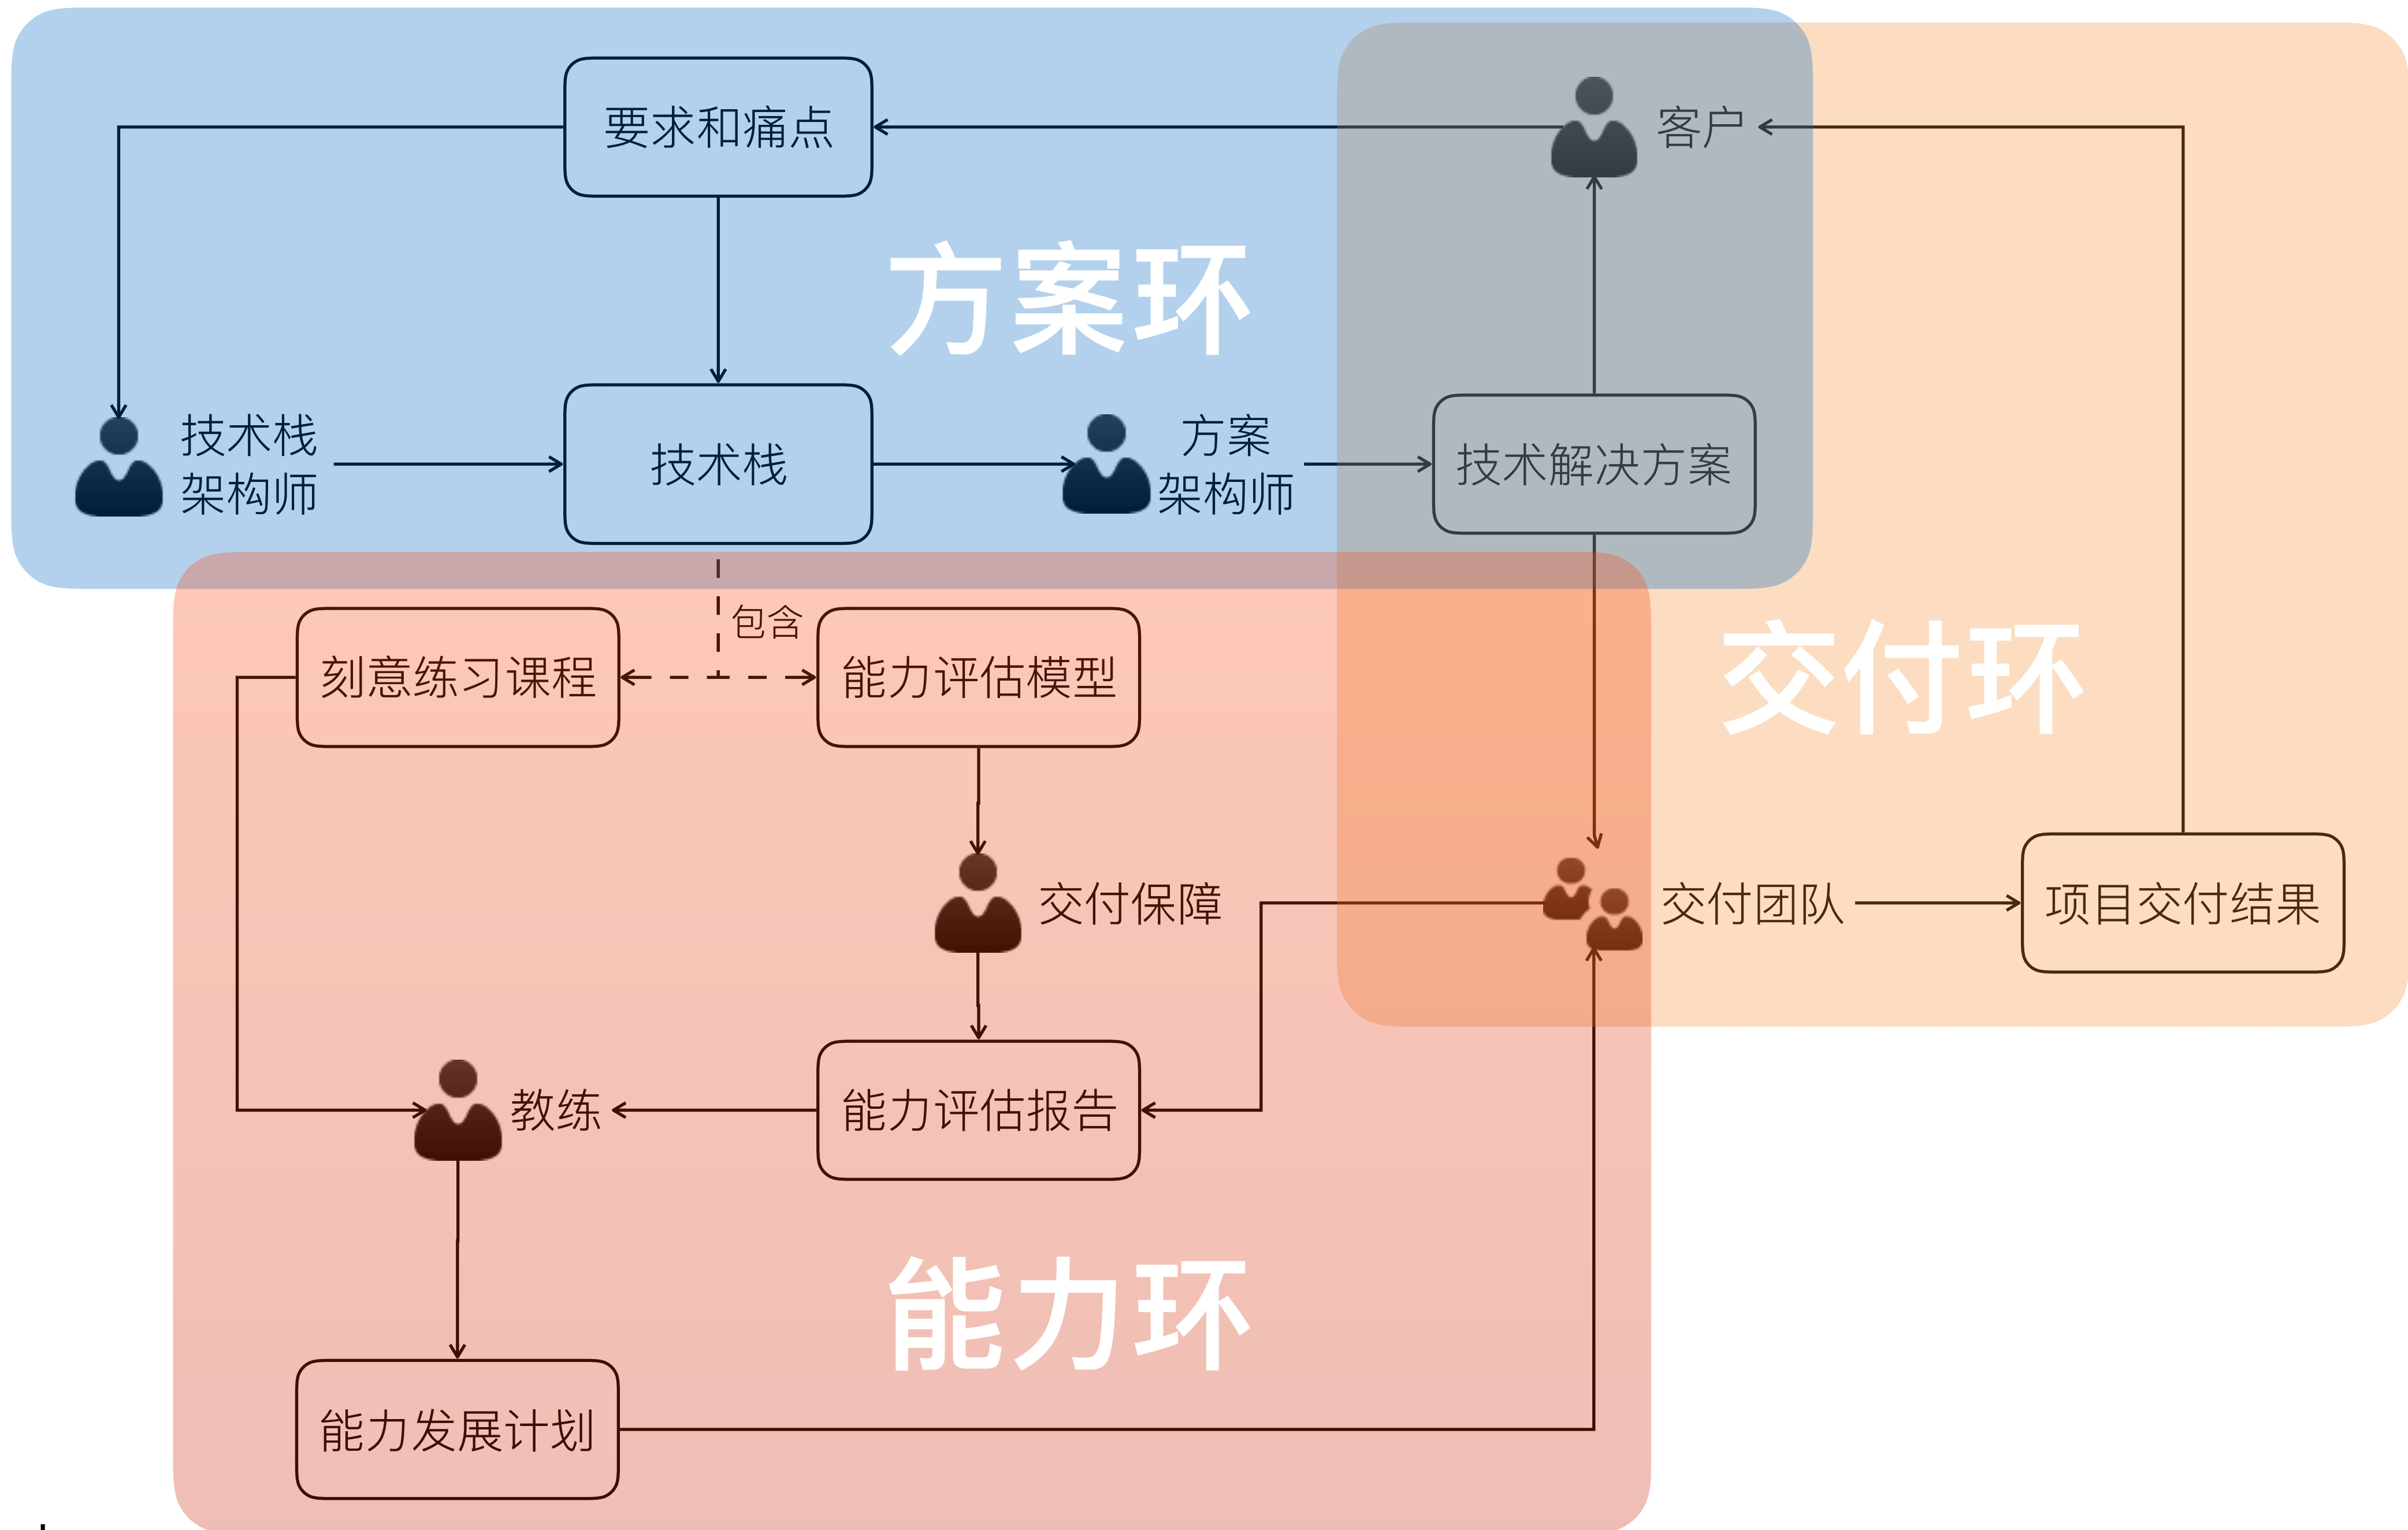 要求和痛点
客户
方案环
技术栈
架构师
技术栈
方案
架构师
技术解决方案
包含
刻意练习课程
能力评估模型
交付环
交付保障
交付团队
项目交付结果
教练
能力评估报告
能力环
能力发展计划